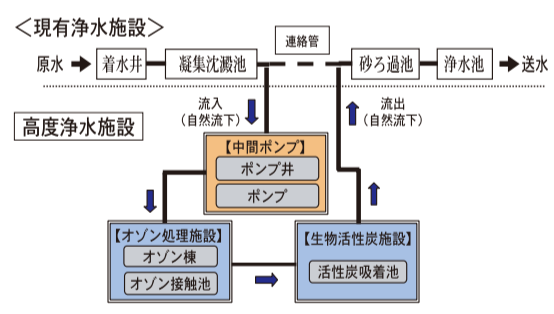 ＜現有浄水施設＞
連絡管
原水
着水井
凝集沈澱池
砂ろ過池
浄水池
送水
流入
（自然流下）
流出
（自然流下）
高度浄水施設
【中間ポンプ】
ポンプ井
ポンプ
【オゾン処理施設】
オゾン棟
オゾン接触池
【生物活性炭施設】
活性炭吸着池